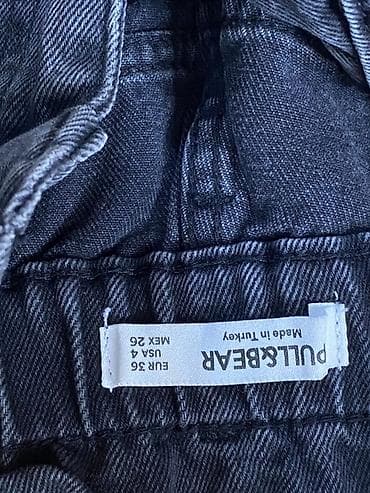 PULL&BEAR
Made in Turkey
EUR 36
USA 4
MEX 26